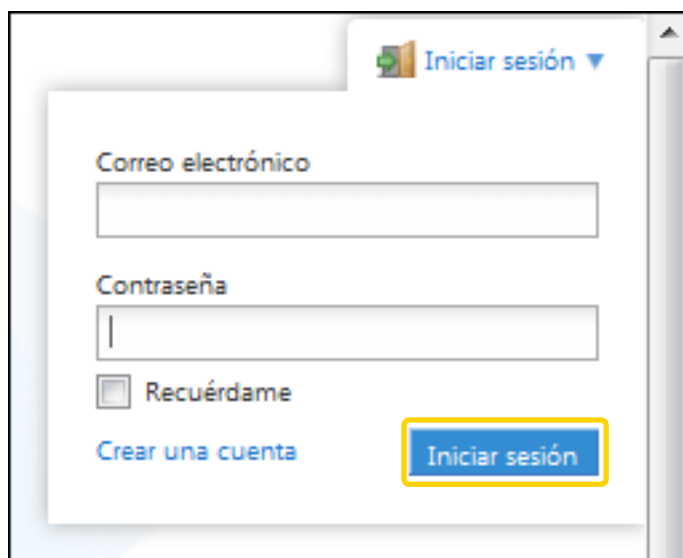 Iniciar sesión ▼
Correo electrónico
Contraseña
Recuérdame
Crear una cuenta
Iniciar sesión